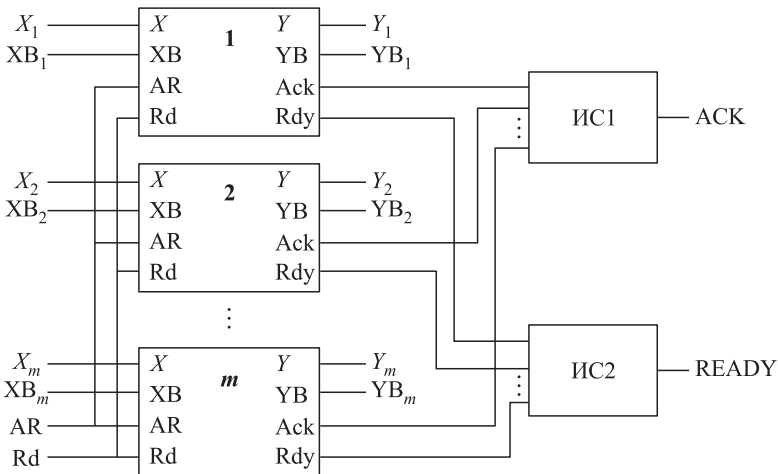 X₁ X 1 Y Y₁
XB₁ XB YB YB₁
AR Ack
Rd Rdy
ИС1 ACK
X₂ X 2 Y Y₂
XB₂ XB YB YB₂
AR Ack
Rd Rdy
⋮
Xₘ X m Y Yₘ
XBₘ XB YB YBₘ
AR AR Ack
Rd Rd Rdy
ИС2 READY